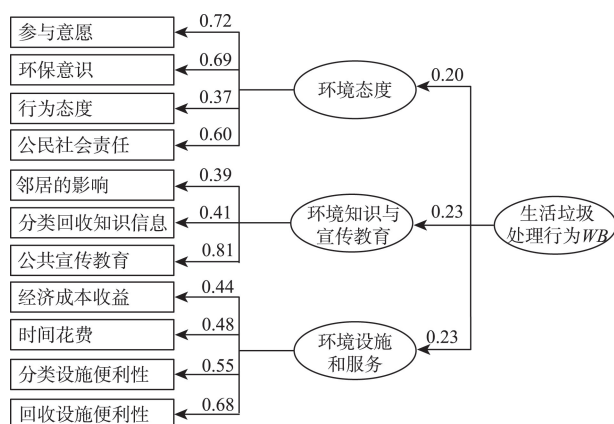 参与意愿
0.72
环保意识
0.69
行为态度
0.37
公民社会责任
0.60
环境态度
0.20
邻居的影响
0.39
分类回收知识信息
0.41
公共宣传教育
0.81
环境知识与
宣传教育
0.23
生活垃圾
处理行为WB
经济成本收益
0.44
时间花费
0.48
分类设施便利性
0.55
回收设施便利性
0.68
环境设施
和服务
0.23